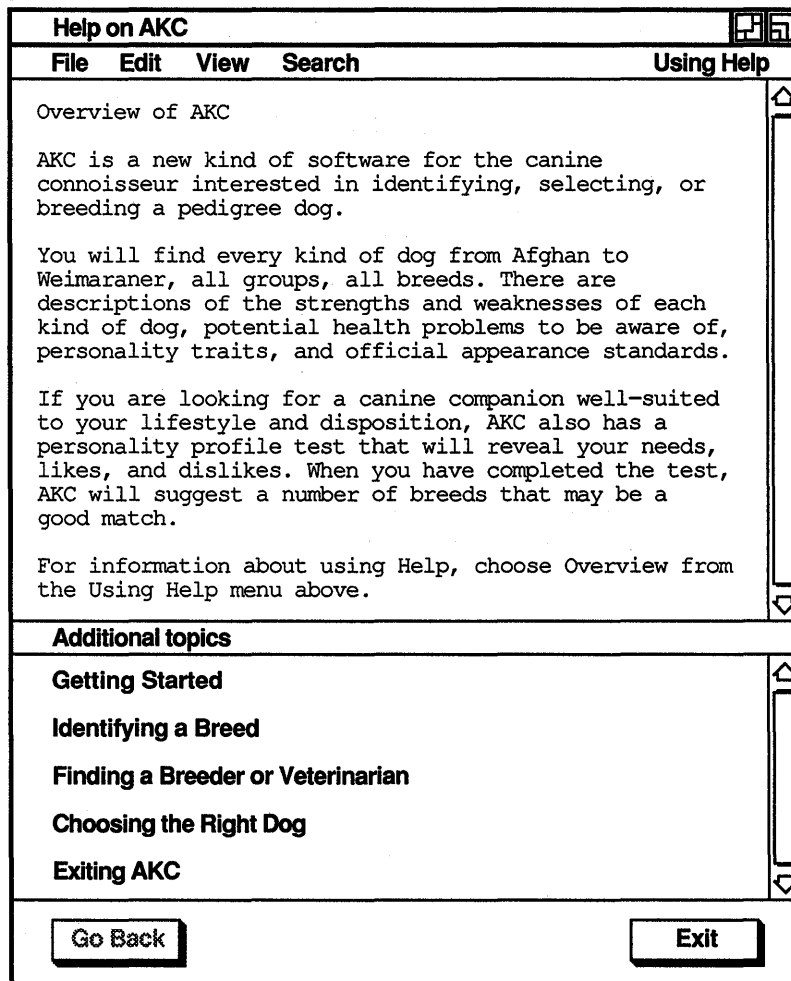 Help on AKC
File Edit View Search Using Help
Overview of AKC
AKC is a new kind of software for the canine
connoisseur interested in identifying, selecting, or
breeding a pedigree dog.
You will find every kind of dog from Afghan to
Weimaraner, all groups, all breeds. There are
descriptions of the strengths and weaknesses of each
kind of dog, potential health problems to be aware of,
personality traits, and official appearance standards.
If you are looking for a canine companion well-suited
to your lifestyle and disposition, AKC also has a
personality profile test that will reveal your needs,
likes, and dislikes. When you have completed the test,
AKC will suggest a number of breeds that may be a
good match.
For information about using Help, choose Overview from
the Using Help menu above.
Additional topics
Getting Started
Identifying a Breed
Finding a Breeder or Veterinarian
Choosing the Right Dog
Exiting AKC
Go Back Exit